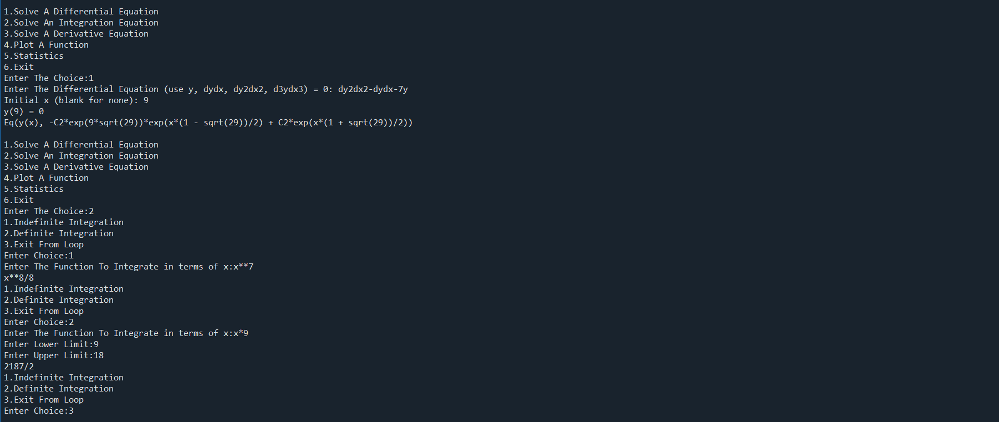 1.Solve A Differential Equation
2.Solve An Integration Equation
3.Solve A Derivative Equation
4.Plot A Function
5.Statistics
6.Exit
Enter The Choice:1
Enter The Differential Equation (use y, dydx, dy2dx2, d3ydx3) = 0: dy2dx2-dydx-7y
Initial x (blank for none): 9
y(9) = 0
Eq(y(x), -C2*exp(9*sqrt(29))*exp(x*(1 - sqrt(29))/2) + C2*exp(x*(1 + sqrt(29))/2))
1.Solve A Differential Equation
2.Solve An Integration Equation
3.Solve A Derivative Equation
4.Plot A Function
5.Statistics
6.Exit
Enter The Choice:2
1.Indefinite Integration
2.Definite Integration
3.Exit From Loop
Enter Choice:1
Enter The Function To Integrate in terms of x:x**7
x**8/8
1.Indefinite Integration
2.Definite Integration
3.Exit From Loop
Enter Choice:2
Enter The Function To Integrate in terms of x:x*9
Enter Lower Limit:9
Enter Upper Limit:18
2187/2
1.Indefinite Integration
2.Definite Integration
3.Exit From Loop
Enter Choice:3